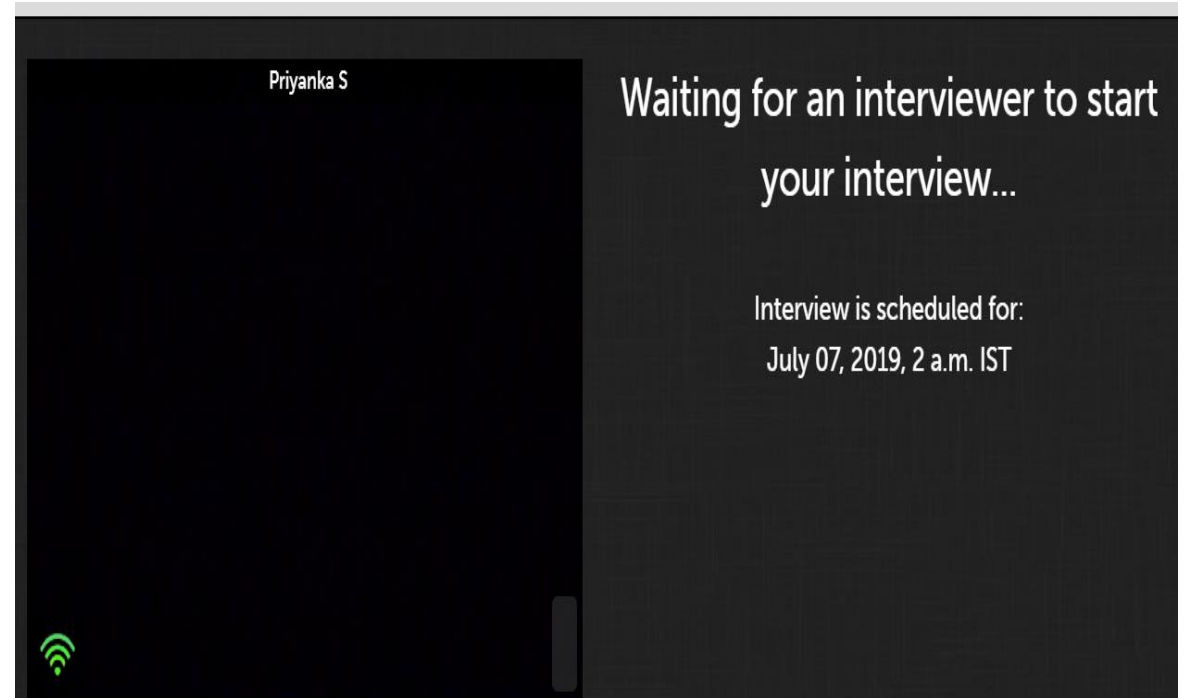 Priyanka S
Waiting for an interviewer to start
your interview...
Interview is scheduled for:
July 07, 2019, 2 a.m. IST